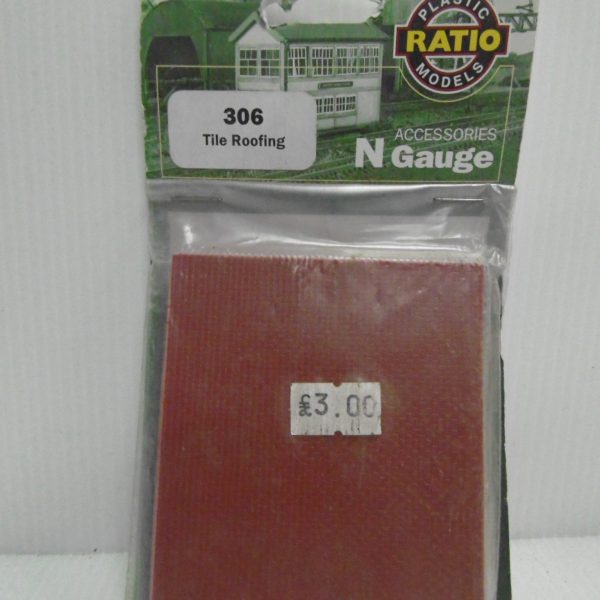 PLASTIC
RATIO
MODELS
306
Tile Roofing
ACCESSORIES
N Gauge
£3.00